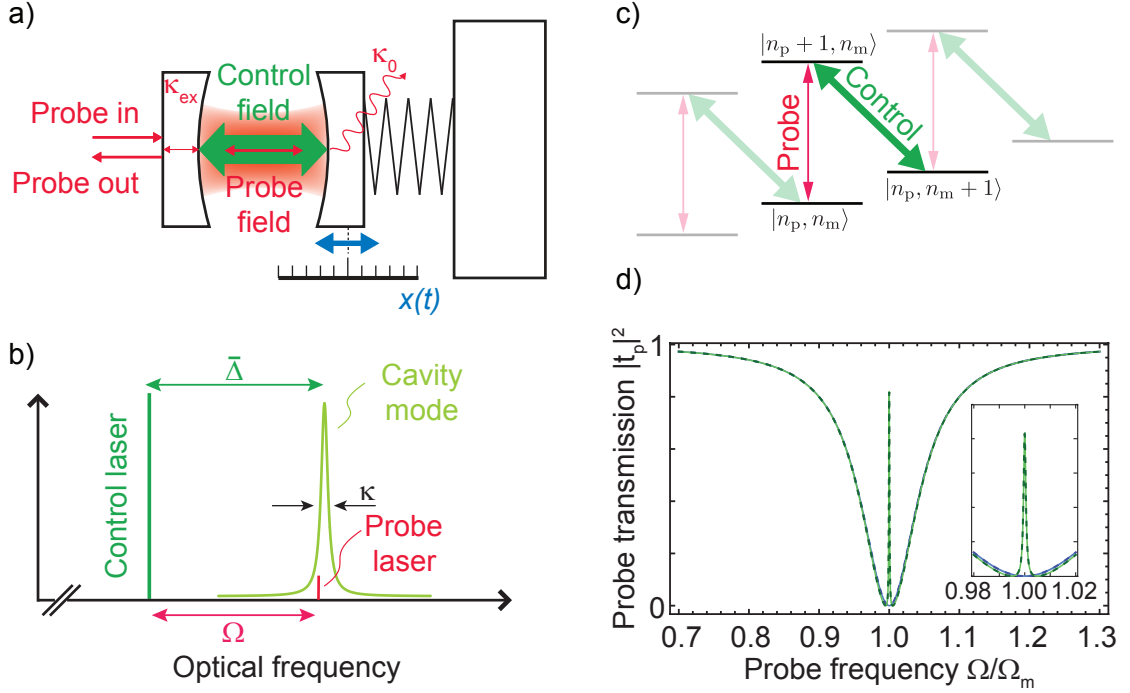 a)
κex
Control
field
κ0
Probe in
Probe out
Probe
field
x(t)
b)
Δ̄
Cavity
mode
Control laser
κ
Probe
laser
Ω
Optical frequency
c)
|np + 1, nm⟩
Control
Probe
|np, nm + 1⟩
|np, nm⟩
d)
Probe transmission |tp|²
1
0
0.98 1.00 1.02
0.7 0.8 0.9 1.0 1.1 1.2 1.3
Probe frequency Ω/Ωm